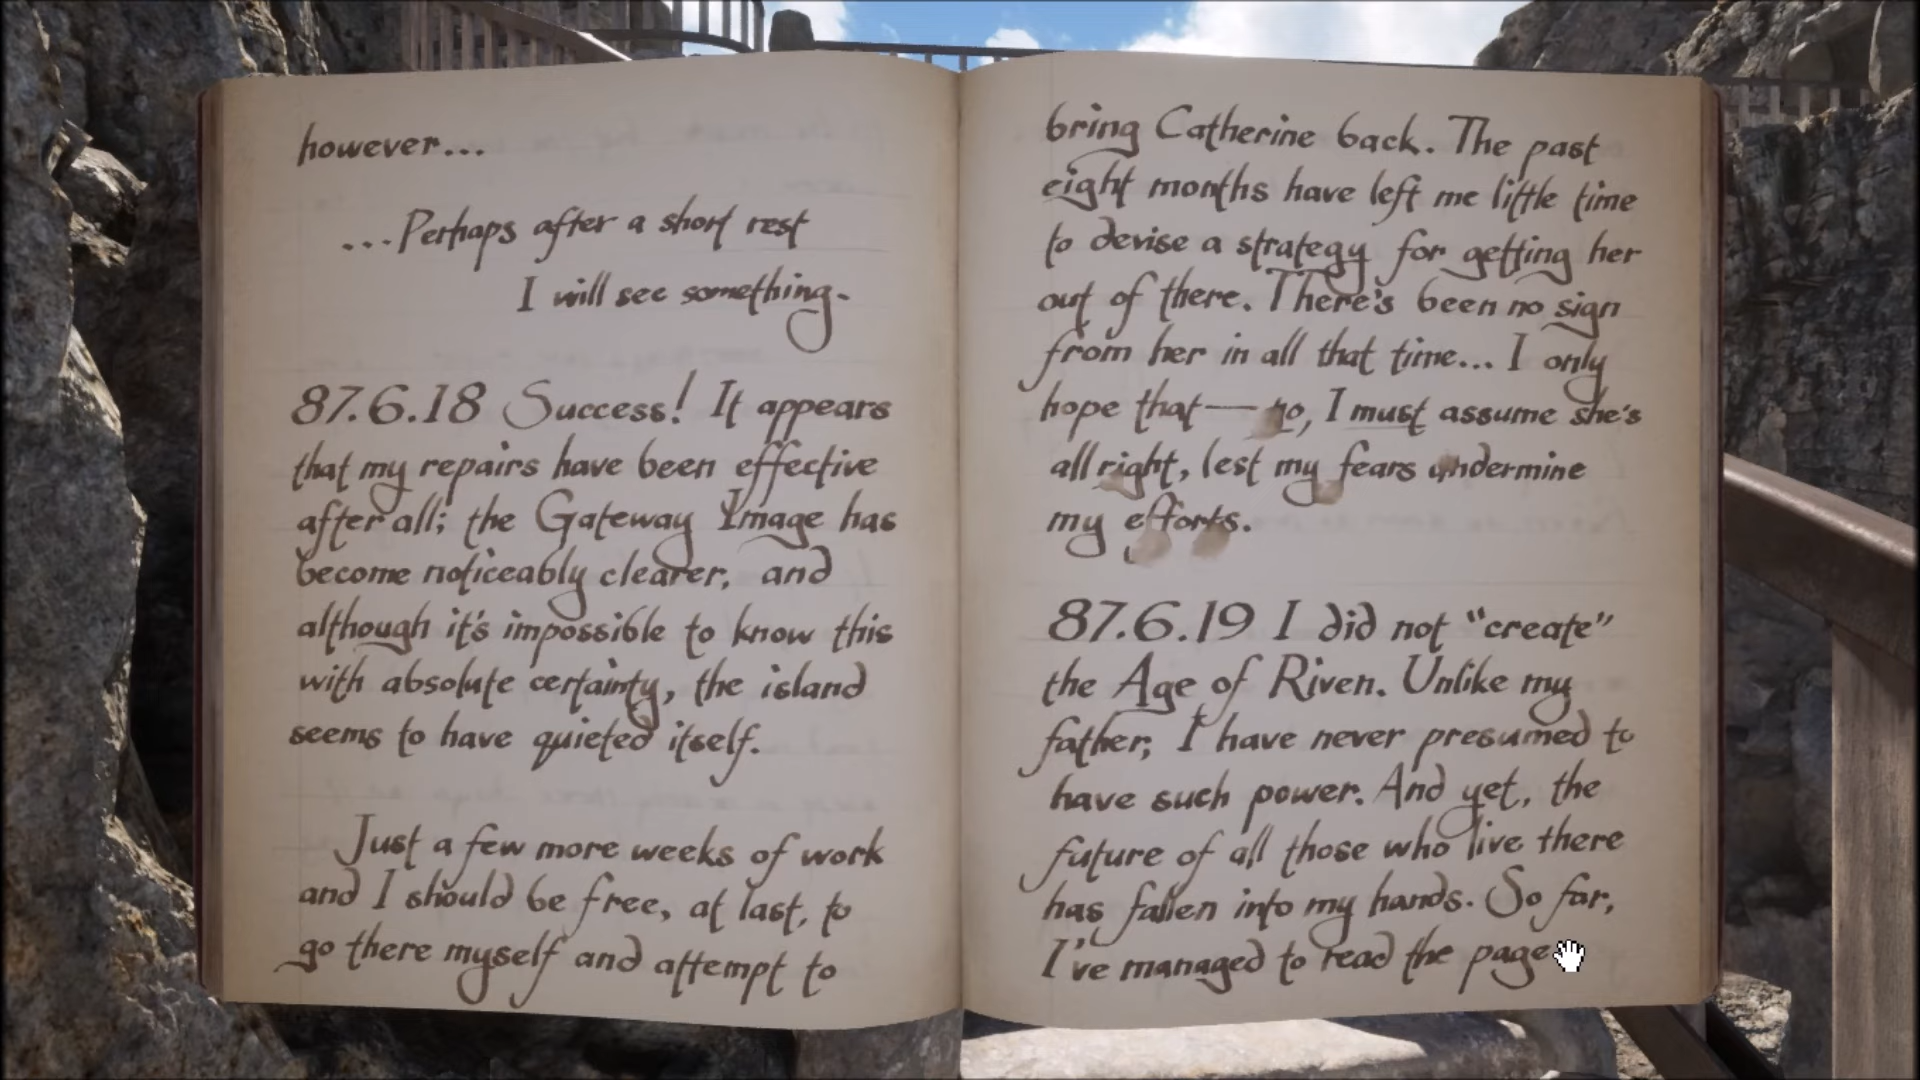 however...
...Perhaps after a short rest
I will see something.
87.6.18 Success! It appears
that my repairs have been effective
after all; the Gateway Image has
become noticeably clearer, and
although it's impossible to know this
with absolute certainty, the island
seems to have quieted itself.
Just a few more weeks of work
and I should be free, at last, to
go there myself and attempt to
bring Catherine back. The past
eight months have left me little time
to devise a strategy for getting her
out of there. There's been no sign
from her in all that time... I only
hope that — no, I must assume she's
all right, lest my fears undermine
my efforts.
87.6.19 I did not "create"
the Age of Riven. Unlike my
father, I have never presumed to
have such power. And yet, the
future of all those who live there
has fallen into my hands. So far,
I've managed to read the page